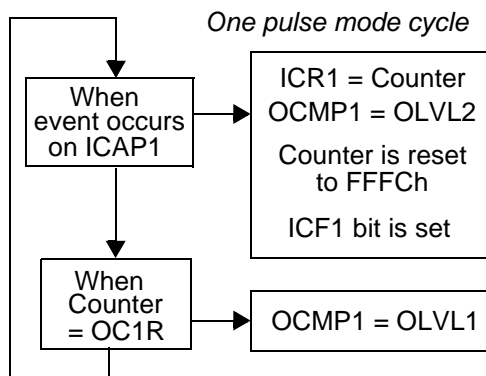 One pulse mode cycle
When
event occurs
on ICAP1
ICR1 = Counter
OCMP1 = OLVL2
Counter is reset
to FFFCh
ICF1 bit is set
When
Counter
= OC1R
OCMP1 = OLVL1